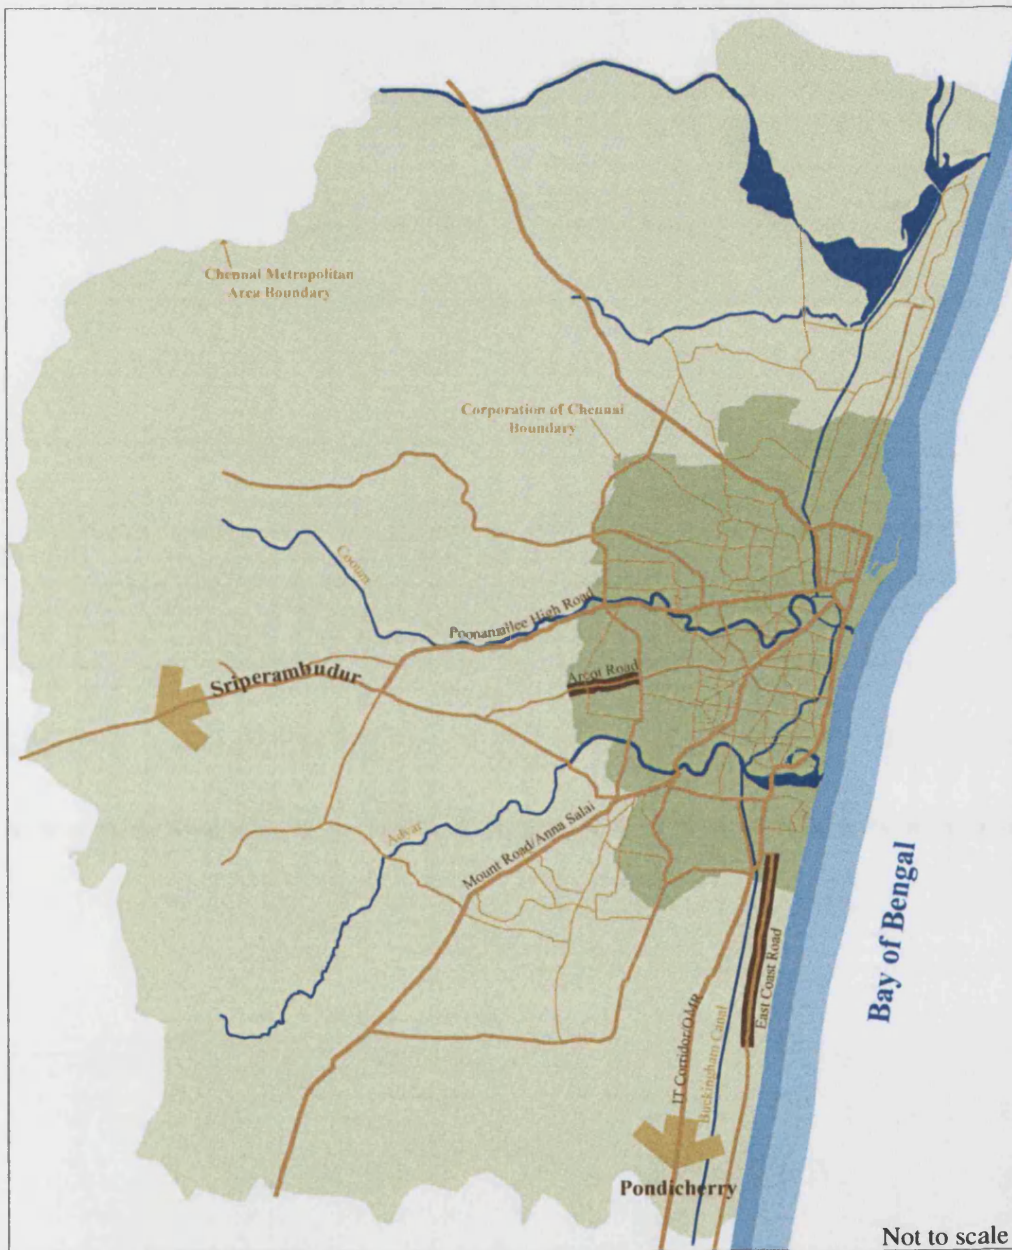 Chennai Metropolitan
Area Boundary
Corporation of Chennai
Boundary
Cooum
Poonamallee High Road
Sriperambudur
Arcot Road
Adyar
Mount Road/Anna Salai
Bay of Bengal
East Coast Road
IT Corridor/OMR
Buckingham Canal
Pondicherry
Not to scale